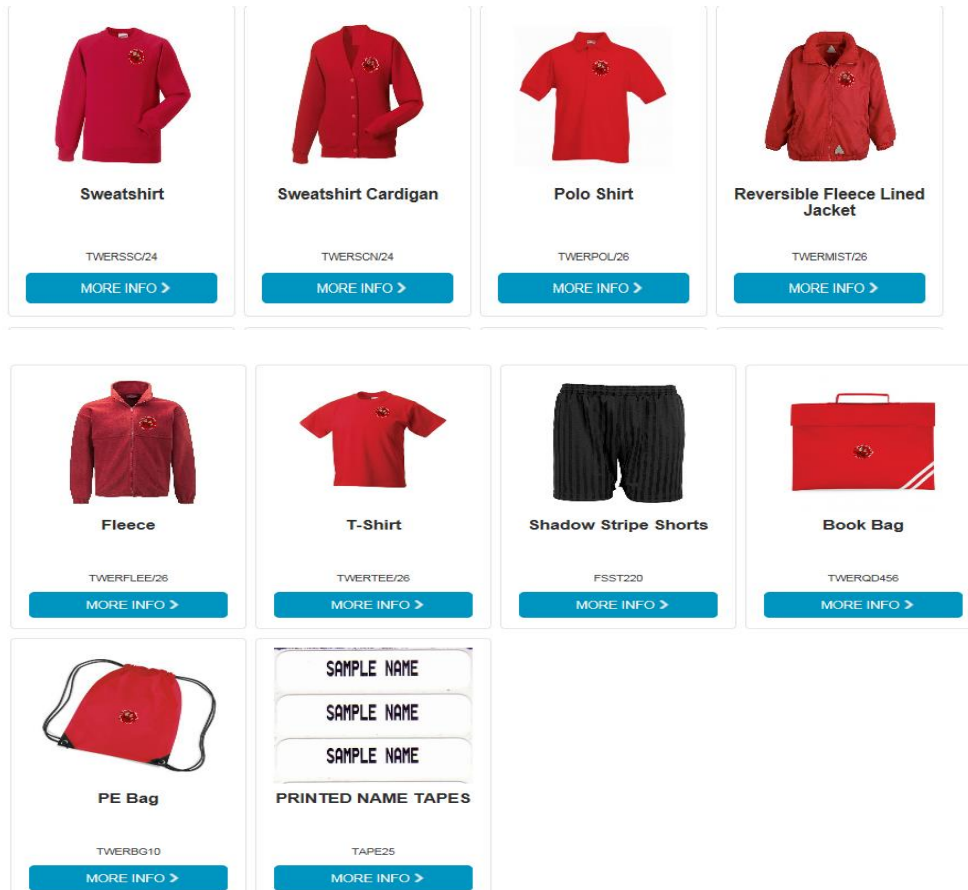 Sweatshirt
TWERSSC/24
MORE INFO >
Sweatshirt Cardigan
TWERSCN/24
MORE INFO >
Polo Shirt
TWERPOL/26
MORE INFO >
Reversible Fleece Lined
Jacket
TWERMIST/26
MORE INFO >
Fleece
TWERFLEE/26
MORE INFO >
T-Shirt
TWERTEE/26
MORE INFO >
Shadow Stripe Shorts
FSST220
MORE INFO >
Book Bag
TWERQD456
MORE INFO >
PE Bag
TWERBG10
MORE INFO >
SAMPLE NAME
SAMPLE NAME
SAMPLE NAME
PRINTED NAME TAPES
TAPE25
MORE INFO >